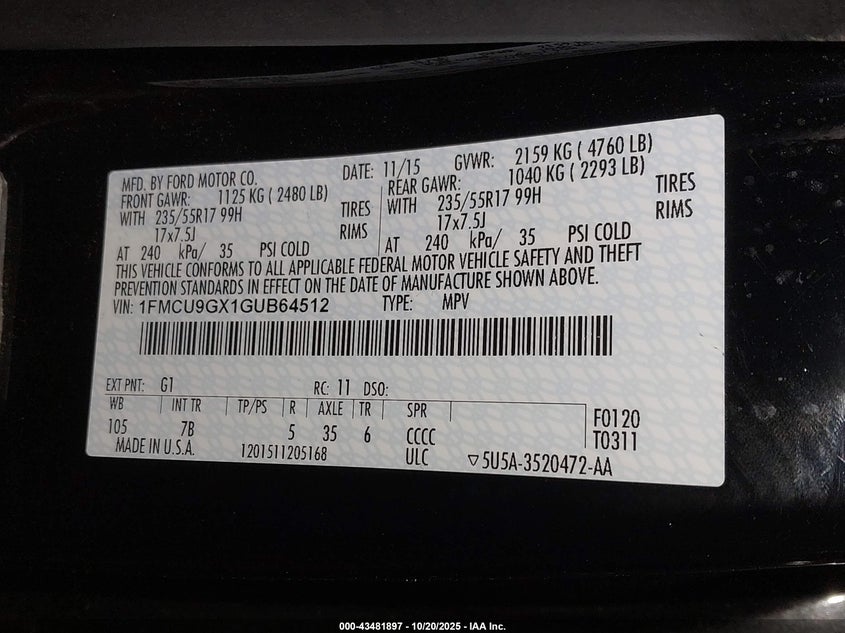 MFD. BY FORD MOTOR CO. DATE: 11/15 GVWR: 2159 KG ( 4760 LB)
FRONT GAWR: 1125 KG ( 2480 LB) REAR GAWR: 1040 KG ( 2293 LB)
WITH 235/55R17 99H TIRES WITH 235/55R17 99H TIRES
17x7.5J RIMS 17x7.5J RIMS
AT 240 kPa/ 35 PSI COLD AT 240 kPa/ 35 PSI COLD
THIS VEHICLE CONFORMS TO ALL APPLICABLE FEDERAL MOTOR VEHICLE SAFETY AND THEFT
PREVENTION STANDARDS IN EFFECT ON THE DATE OF MANUFACTURE SHOWN ABOVE.
VIN: 1FMCU9GX1GUB64512 TYPE: MPV
EXT PNT: G1 RC: 11 DSO:
WB INT TR TP/PS R AXLE TR SPR F0120
105 7B 5 35 6 CCCC T0311
MADE IN U.S.A. 1201511205168 ULC ▽5U5A-3520472-AA
000-43481897 - 10/20/2025 - IAA Inc.